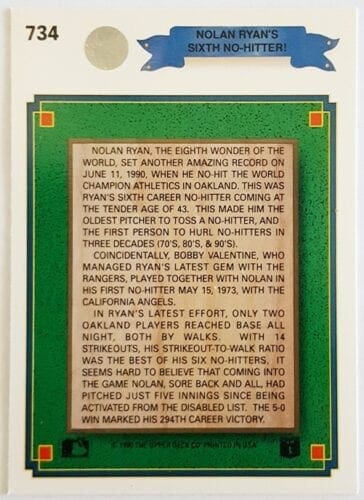 734
NOLAN RYAN'S
SIXTH NO-HITTER!
NOLAN RYAN, THE EIGHTH WONDER OF THE
WORLD, SET ANOTHER AMAZING RECORD ON
JUNE 11, 1990, WHEN HE NO-HIT THE WORLD
CHAMPION ATHLETICS IN OAKLAND. THIS WAS
RYAN'S SIXTH CAREER NO-HITTER COMING AT
THE TENDER AGE OF 43. THIS MADE HIM THE
OLDEST PITCHER TO TOSS A NO-HITTER, AND
THE FIRST PERSON TO HURL NO-HITTERS IN
THREE DECADES (70'S, 80'S, & 90'S).
COINCIDENTALLY, BOBBY VALENTINE, WHO
MANAGED RYAN'S LATEST GEM WITH THE
RANGERS, PLAYED TOGETHER WITH NOLAN IN
HIS FIRST NO-HITTER MAY 15, 1973, WITH THE
CALIFORNIA ANGELS.
IN RYAN'S LATEST EFFORT, ONLY TWO
OAKLAND PLAYERS REACHED BASE ALL
NIGHT, BOTH BY WALKS. WITH 14
STRIKEOUTS, HIS STRIKEOUT-TO-WALK RATIO
WAS THE BEST OF HIS SIX NO-HITTERS. IT
SEEMS HARD TO BELIEVE THAT COMING INTO
THE GAME NOLAN, SORE BACK AND ALL, HAD
PITCHED JUST FIVE INNINGS SINCE BEING
ACTIVATED FROM THE DISABLED LIST. THE 5-0
WIN MARKED HIS 294TH CAREER VICTORY.
© 1990 THE UPPER DECK CO. PRINTED IN U.S.A.